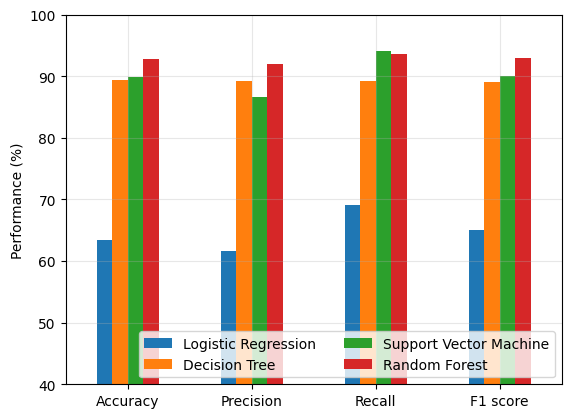 100
90
80
70
60
50
40
Performance (%)
Logistic Regression
Decision Tree
Support Vector Machine
Random Forest
Accuracy Precision Recall F1 score